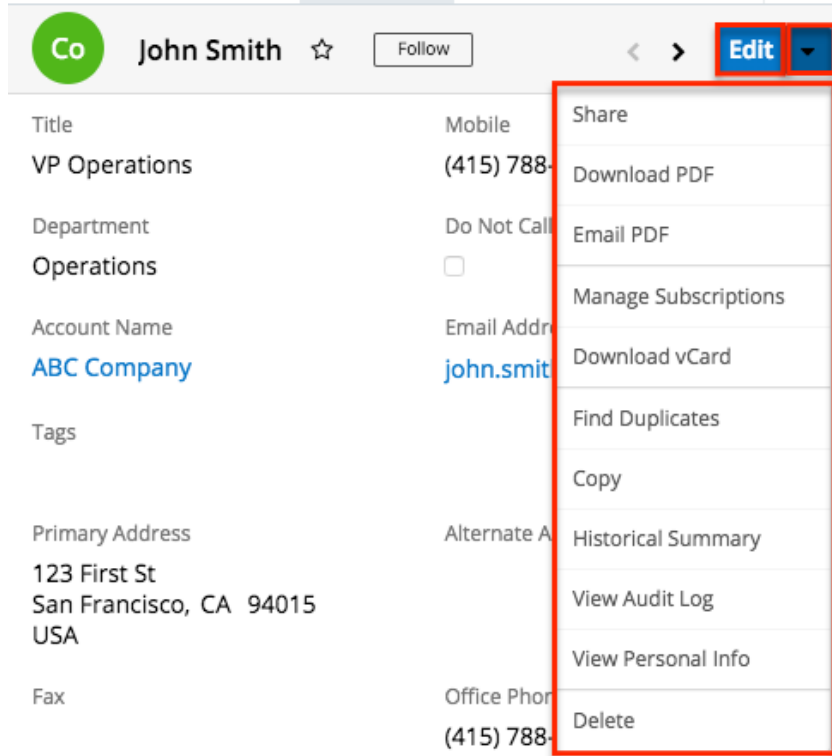 Co
John Smith
Follow
Edit
Title
VP Operations
Mobile
(415) 788-
Department
Operations
Do Not Call
Account Name
ABC Company
Email Addr
john.smit
Tags
Primary Address
123 First St
San Francisco, CA 94015
USA
Alternate A
Fax
Office Phon
(415) 788-
Share
Download PDF
Email PDF
Manage Subscriptions
Download vCard
Find Duplicates
Copy
Historical Summary
View Audit Log
View Personal Info
Delete